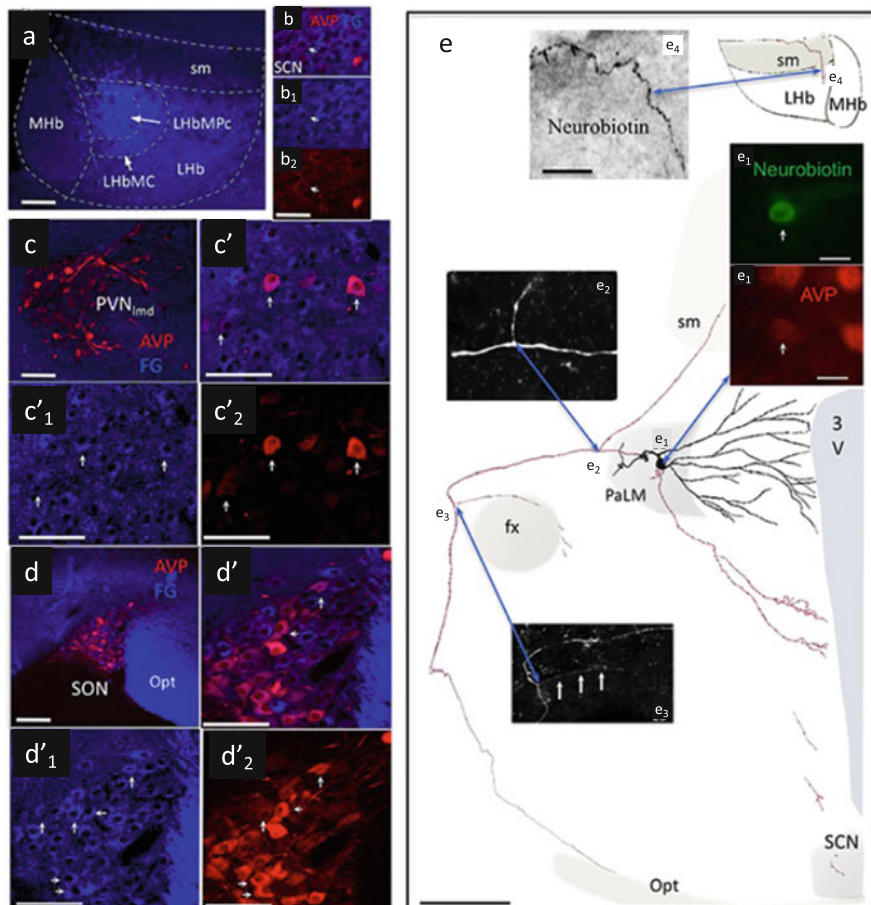 a
sm
MHb
LHbMPc
LHb
LHbMC
b
AVP FG
SCN
b1
b2
c
PVNlmd
AVP
FG
c'
c'1
c'2
d
AVP
FG
SON
Opt
d'
d'1
d'2
e
e4
Neurobiotin
sm
e4
LHb
MHb
e1
Neurobiotin
e1
AVP
e2
sm
e1
e2
PaLM
3
V
e3
fx
e3
SCN
Opt